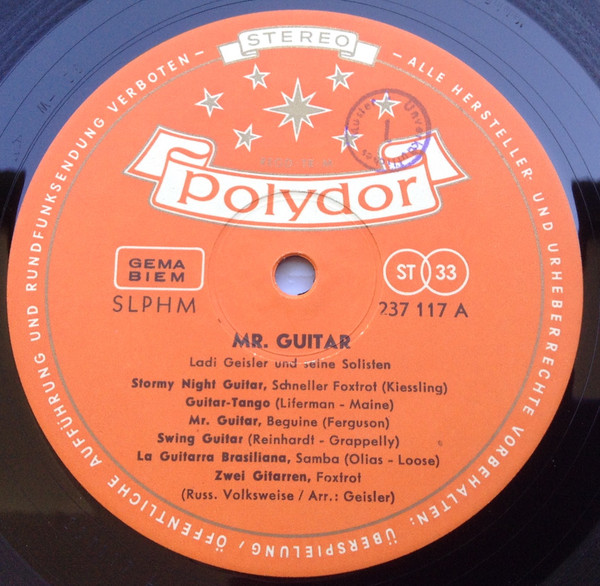 STEREO
polydor
GEMA
BIEM
SLPHM
ST 33
237 117 A
MR. GUITAR
Ladi Geisler und seine Solisten
Stormy Night Guitar, Schneller Foxtrot (Kiessling)
Guitar-Tango (Liferman - Maine)
Mr. Guitar, Beguine (Ferguson)
Swing Guitar (Reinhardt - Grappelly)
La Guitarra Brasiliana, Samba (Olias - Loose)
Zwei Gitarren, Foxtrot
(Russ. Volksweise / Arr.: Geisler)
- ALLE HERSTELLER- UND URHEBERRECHTE VORBEHALTEN: ÜBERSPIELUNG, ÖFFENTLICHE AUFFÜHRUNG UND RUNDFUNKSENDUNG VERBOTEN -